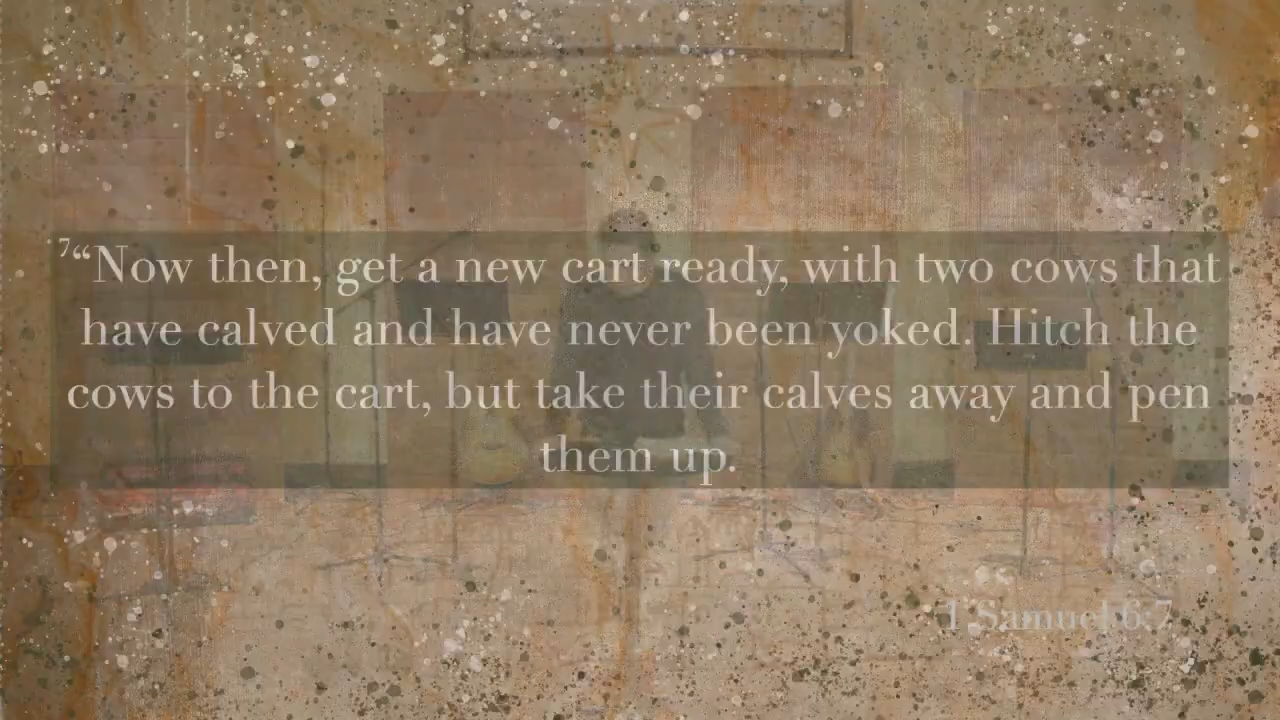 7“Now then, get a new cart ready, with two cows that
have calved and have never been yoked. Hitch the
cows to the cart, but take their calves away and pen
them up.
1 Samuel 6:7